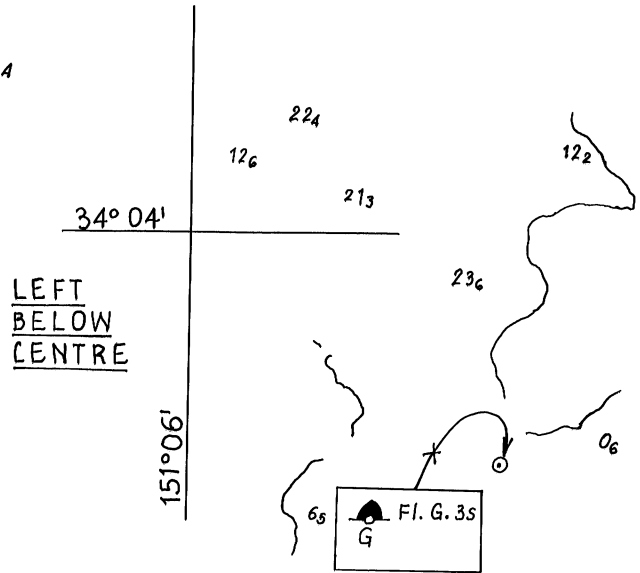 A
22₄
12₆
12₂
21₃
34° 04'
23₆
LEFT
BELOW
CENTRE
151°06'
0₆
6₅
Fl. G. 3s
G